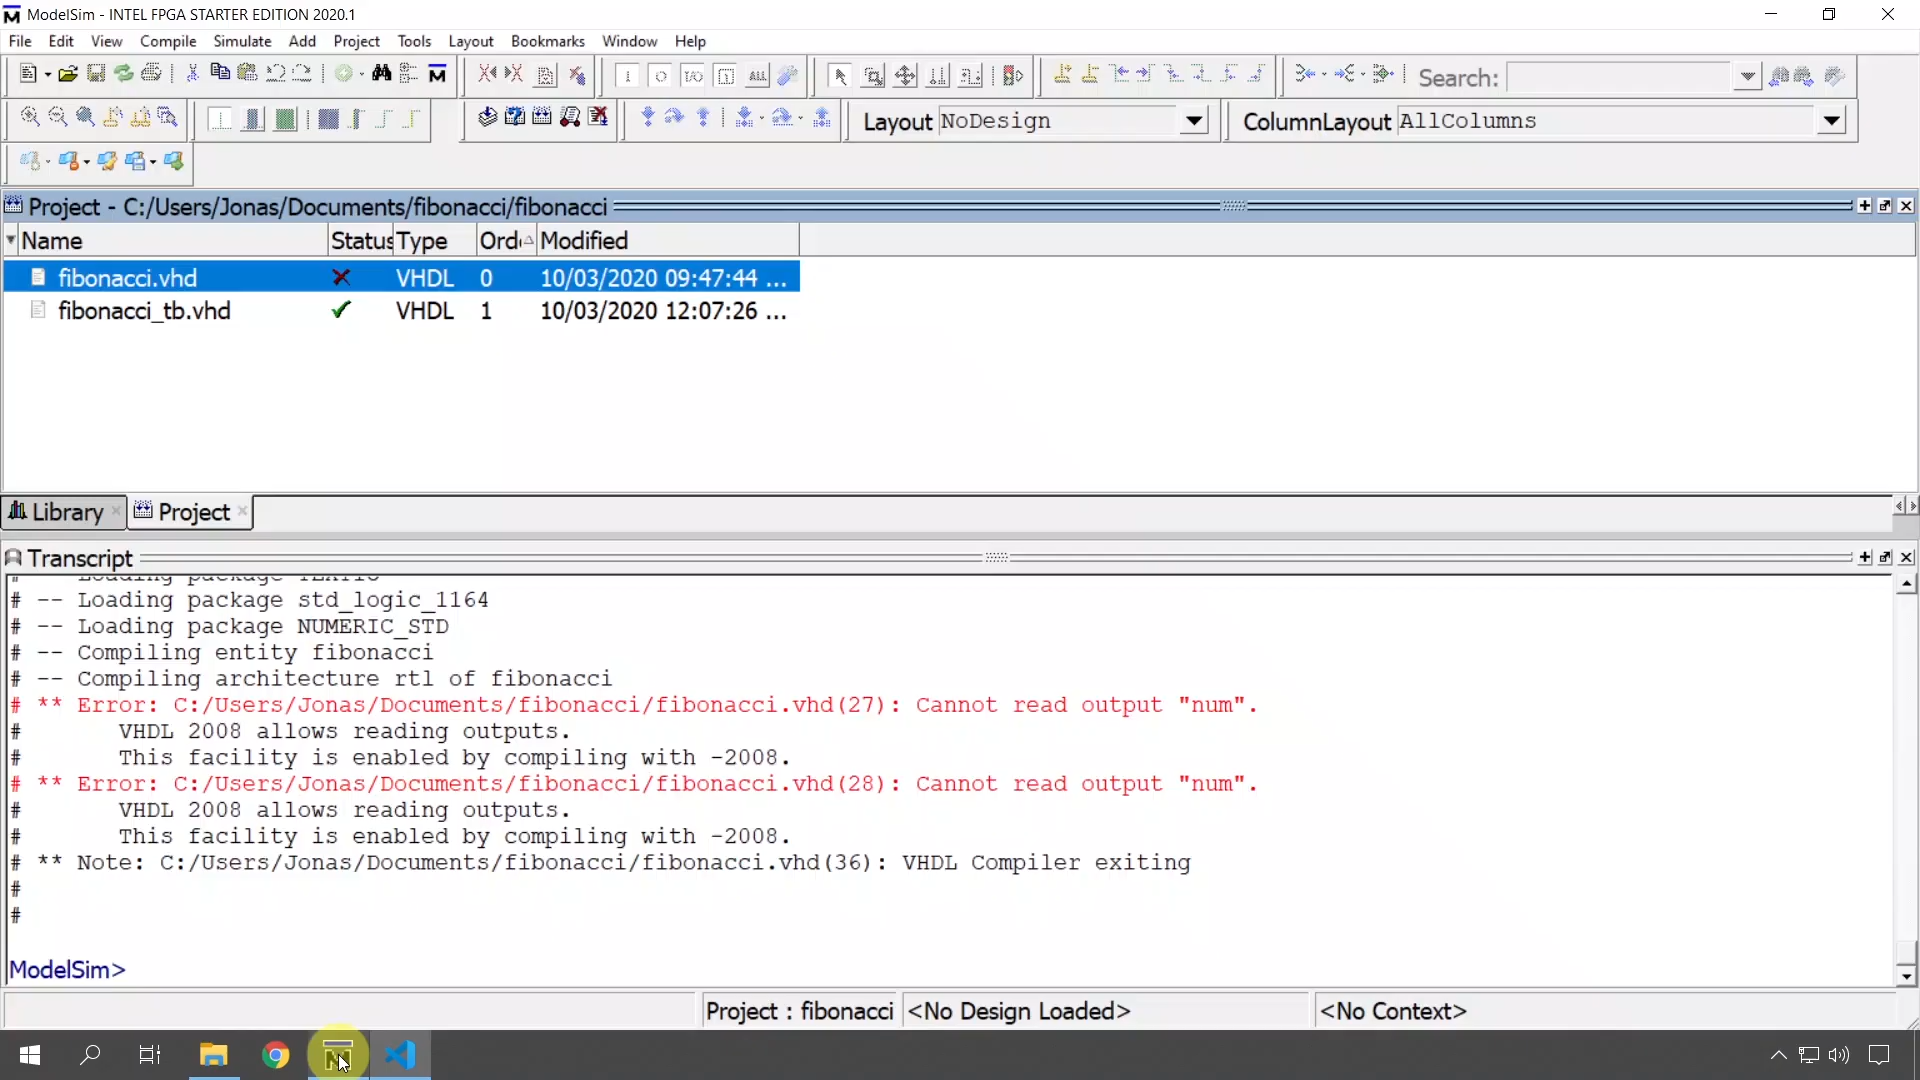 ModelSim - INTEL FPGA STARTER EDITION 2020.1
File Edit View Compile Simulate Add Project Tools Layout Bookmarks Window Help
Search:
Layout NoDesign
ColumnLayout AllColumns
Project - C:/Users/Jonas/Documents/fibonacci/fibonacci
Name Status Type Ord Modified
fibonacci.vhd VHDL 0 10/03/2020 09:47:44 ...
fibonacci_tb.vhd VHDL 1 10/03/2020 12:07:26 ...
Library Project
Transcript
# -- Loading package TEXTIO
# -- Loading package std_logic_1164
# -- Loading package NUMERIC_STD
# -- Compiling entity fibonacci
# -- Compiling architecture rtl of fibonacci
# ** Error: C:/Users/Jonas/Documents/fibonacci/fibonacci.vhd(27): Cannot read output "num".
# VHDL 2008 allows reading outputs.
# This facility is enabled by compiling with -2008.
# ** Error: C:/Users/Jonas/Documents/fibonacci/fibonacci.vhd(28): Cannot read output "num".
# VHDL 2008 allows reading outputs.
# This facility is enabled by compiling with -2008.
# ** Note: C:/Users/Jonas/Documents/fibonacci/fibonacci.vhd(36): VHDL Compiler exiting
#
#
ModelSim>
Project : fibonacci <No Design Loaded> <No Context>